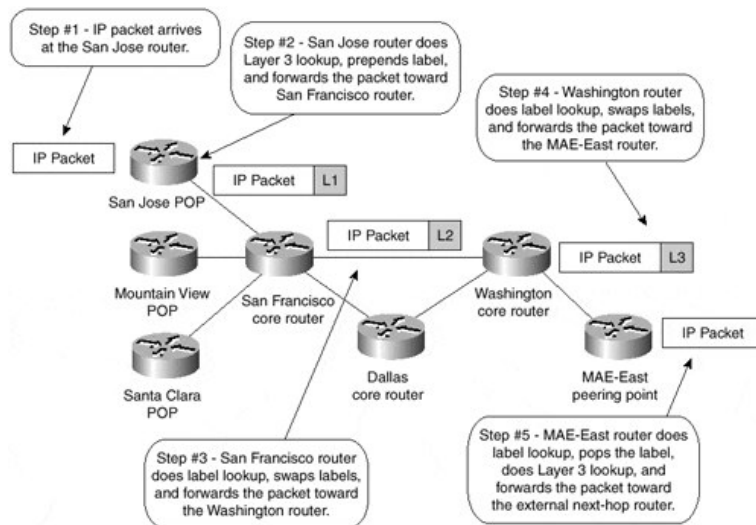 Step #1 - IP packet arrives
at the San Jose router.
Step #2 - San Jose router does
Layer 3 lookup, prepends label,
and forwards the packet toward
San Francisco router.
Step #4 - Washington router
does label lookup, swaps labels,
and forwards the packet toward
the MAE-East router.
IP Packet
San Jose POP
IP Packet
L1
IP Packet
L2
IP Packet
L3
Mountain View
POP
San Francisco
core router
Washington
core router
Santa Clara
POP
Dallas
core router
MAE-East
peering point
IP Packet
Step #3 - San Francisco router
does label lookup, swaps labels,
and forwards the packet toward
the Washington router.
Step #5 - MAE-East router does
label lookup, pops the label,
does Layer 3 lookup, and
forwards the packet toward
the external next-hop router.